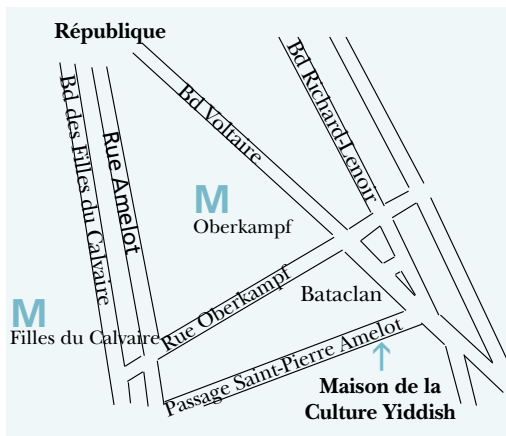 République
Bd des Filles du Calvaire
Rue Amelot
Bd Voltaire
Bd Richard-Lenoir
M
Oberkampf
M
Filles du Calvaire
Rue Oberkampf
Bataclan
Passage Saint-Pierre Amelot
Maison de la
Culture Yiddish